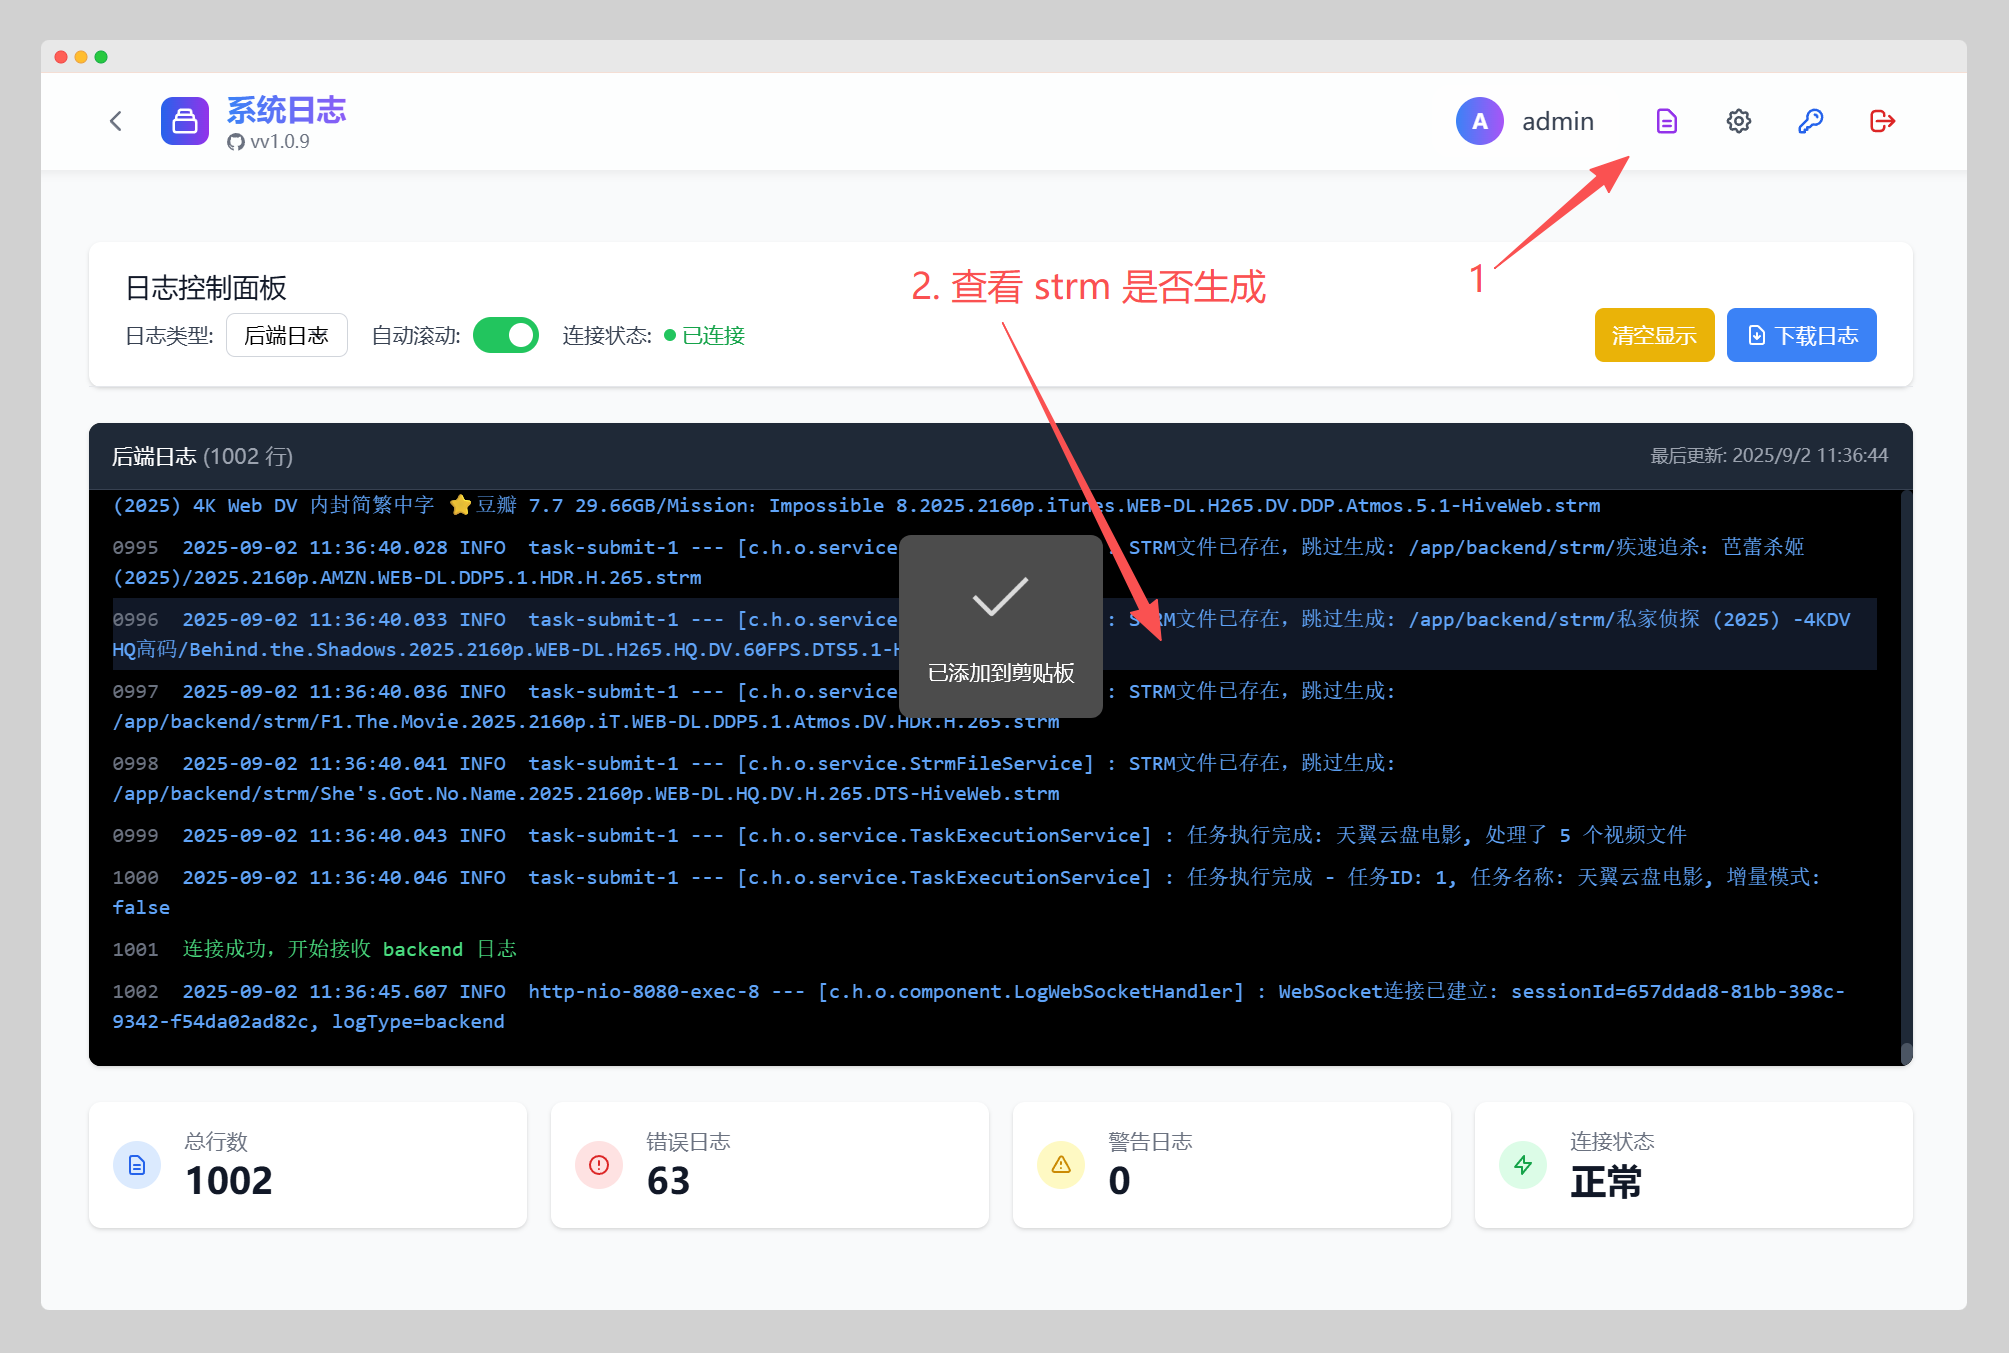 系统日志
vv1.0.9
A admin
日志控制面板
2. 查看 strm 是否生成
1
日志类型: 后端日志 自动滚动: 连接状态: 已连接
清空显示 下载日志
后端日志 (1002 行)
最后更新: 2025/9/2 11:36:44
(2025) 4K Web DV 内封简繁中字 ⭐豆瓣 7.7 29.66GB/Mission: Impossible 8.2025.2160p.iTunes.WEB-DL.H265.DV.DDP.Atmos.5.1-HiveWeb.strm
0995 2025-09-02 11:36:40.028 INFO task-submit-1 --- [c.h.o.service : STRM文件已存在, 跳过生成: /app/backend/strm/疾速追杀: 芭蕾杀姬
(2025)/2025.2160p.AMZN.WEB-DL.DDP5.1.HDR.H.265.strm
0996 2025-09-02 11:36:40.033 INFO task-submit-1 --- [c.h.o.service : STRM文件已存在, 跳过生成: /app/backend/strm/私家侦探 (2025) -4KDV
HQ高码/Behind.the.Shadows.2025.2160p.WEB-DL.H265.HQ.DV.60FPS.DTS5.1-
已添加到剪贴板
0997 2025-09-02 11:36:40.036 INFO task-submit-1 --- [c.h.o.service : STRM文件已存在, 跳过生成:
/app/backend/strm/F1.The.Movie.2025.2160p.iT.WEB-DL.DDP5.1.Atmos.DV.HDR.H.265.strm
0998 2025-09-02 11:36:40.041 INFO task-submit-1 --- [c.h.o.service.StrmFileService] : STRM文件已存在, 跳过生成:
/app/backend/strm/She's.Got.No.Name.2025.2160p.WEB-DL.HQ.DV.H.265.DTS-HiveWeb.strm
0999 2025-09-02 11:36:40.043 INFO task-submit-1 --- [c.h.o.service.TaskExecutionService] : 任务执行完成: 天翼云盘电影, 处理了 5 个视频文件
1000 2025-09-02 11:36:40.046 INFO task-submit-1 --- [c.h.o.service.TaskExecutionService] : 任务执行完成 - 任务ID: 1, 任务名称: 天翼云盘电影, 增量模式:
false
1001 连接成功, 开始接收 backend 日志
1002 2025-09-02 11:36:45.607 INFO http-nio-8080-exec-8 --- [c.h.o.component.LogWebSocketHandler] : WebSocket连接已建立: sessionId=657ddad8-81bb-398c-
9342-f54da02ad82c, logType=backend
总行数
1002
错误日志
63
警告日志
0
连接状态
正常